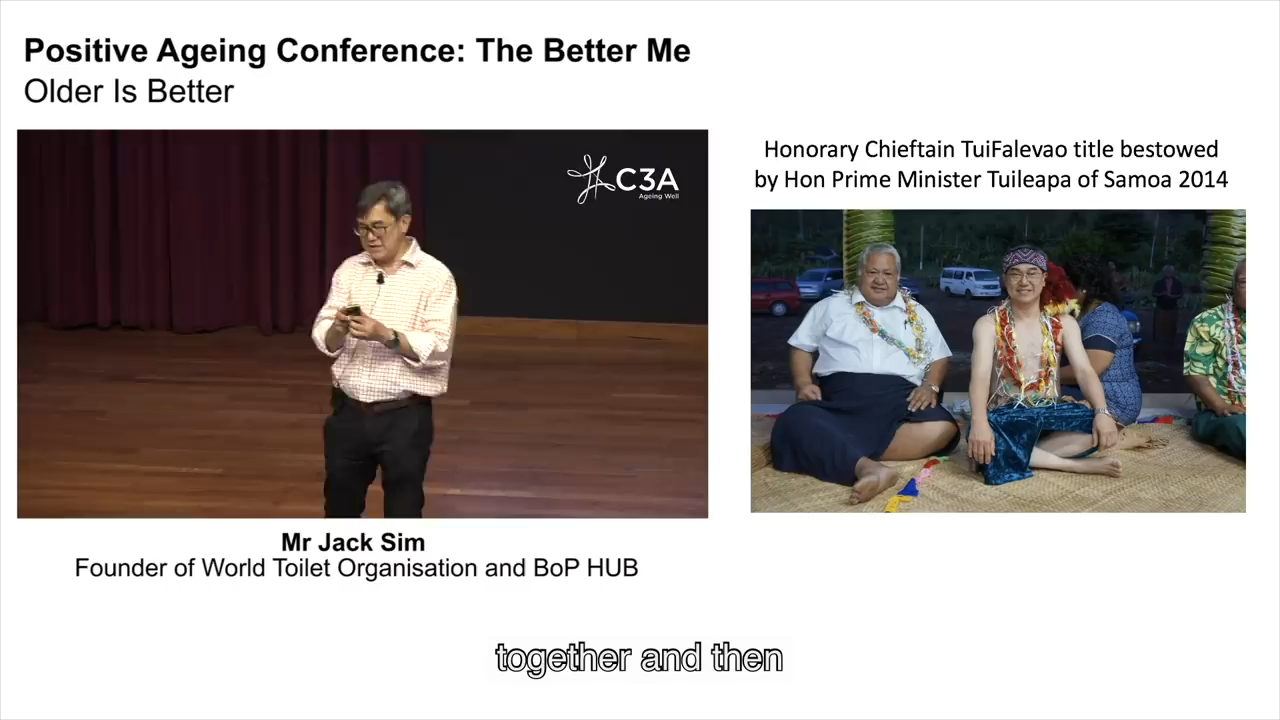 Positive Ageing Conference: The Better Me
Older Is Better
C3A
Ageing Well
Honorary Chieftain TuiFalevao title bestowed
by Hon Prime Minister Tuileapa of Samoa 2014
Mr Jack Sim
Founder of World Toilet Organisation and BoP HUB
together and then